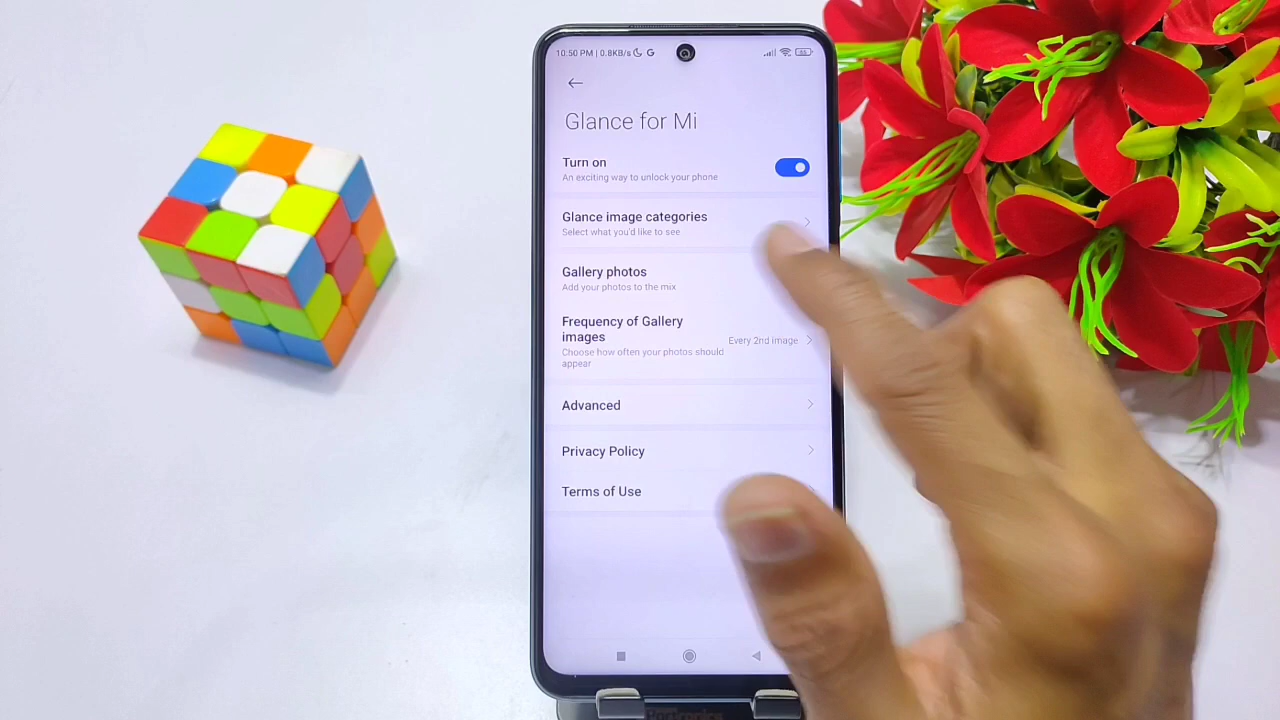 10:50 PM | 0.8KB/s
Glance for Mi
Turn on
An exciting way to unlock your phone
Glance image categories
Select what you'd like to see
Gallery photos
Add your photos to the mix
Frequency of Gallery
images
Every 2nd image
Choose how often your photos should
appear
Advanced
Privacy Policy
Terms of Use